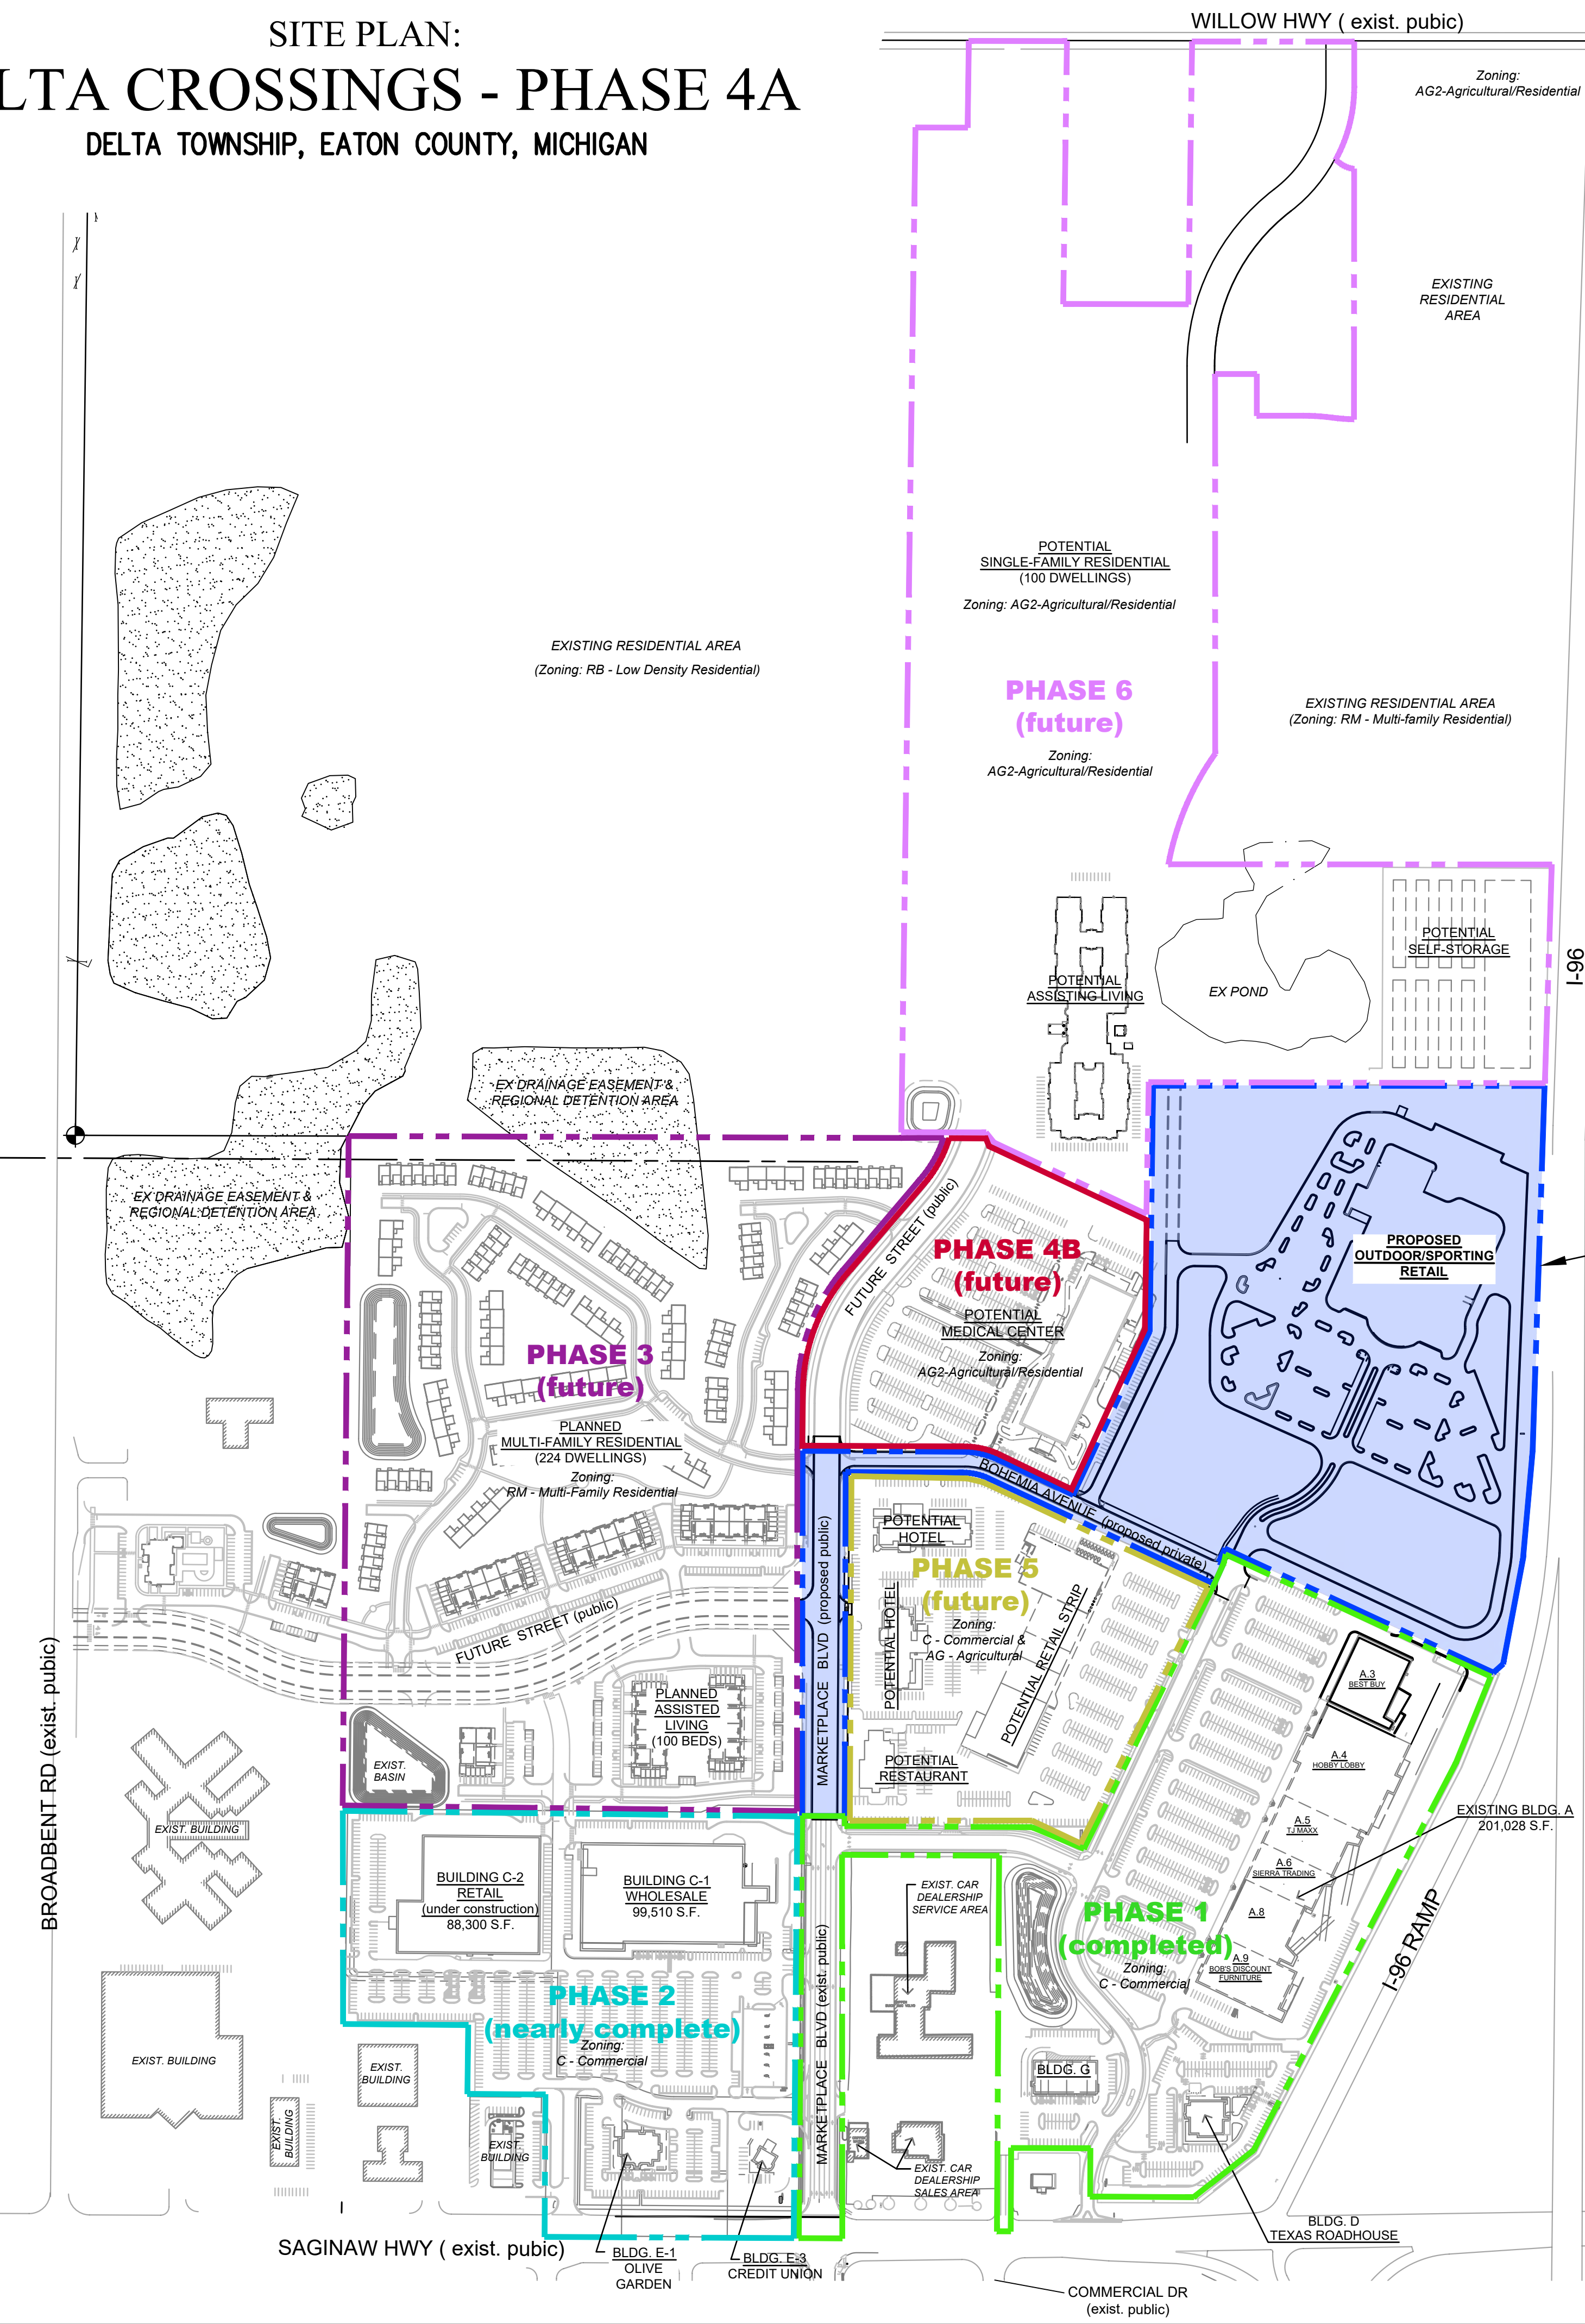 SITE PLAN:
LTA CROSSINGS - PHASE 4A
DELTA TOWNSHIP, EATON COUNTY, MICHIGAN
WILLOW HWY ( exist. pubic)
Zoning:
AG2-Agricultural/Residential
EXISTING
RESIDENTIAL
AREA
POTENTIAL
SINGLE-FAMILY RESIDENTIAL
(100 DWELLINGS)
Zoning: AG2-Agricultural/Residential
EXISTING RESIDENTIAL AREA
(Zoning: RB - Low Density Residential)
PHASE 6
(future)
Zoning:
AG2-Agricultural/Residential
EXISTING RESIDENTIAL AREA
(Zoning: RM - Multi-family Residential)
POTENTIAL
SELF-STORAGE
I-96
POTENTIAL
ASSISTING LIVING
EX POND
EX DRAINAGE EASEMENT &
REGIONAL DETENTION AREA
EX DRAINAGE EASEMENT &
REGIONAL DETENTION AREA
FUTURE STREET (public)
PHASE 4B
(future)
POTENTIAL
MEDICAL CENTER
Zoning:
AG2-Agricultural/Residential
PROPOSED
OUTDOOR/SPORTING
RETAIL
PHASE 3
(future)
PLANNED
MULTI-FAMILY RESIDENTIAL
(224 DWELLINGS)
Zoning:
RM - Multi-Family Residential
BOHEMIA AVENUE (proposed private)
POTENTIAL
HOTEL
PHASE 5
(future)
Zoning:
C - Commercial &
AG - Agricultural
POTENTIAL HOTEL
POTENTIAL RETAIL STRIP
POTENTIAL
RESTAURANT
MARKETPLACE BLVD (proposed public)
FUTURE STREET (public)
PLANNED
ASSISTED
LIVING
(100 BEDS)
EXIST.
BASIN
BROADBENT RD (exist. pubic)
A.3
BEST BUY
A.4
HOBBY LOBBY
A.5
TJ MAXX
A.6
SIERRA TRADING
A.8
A.9
BOB'S DISCOUNT
FURNITURE
EXISTING BLDG. A
201,028 S.F.
I-96 RAMP
EXIST. BUILDING
BUILDING C-2
RETAIL
(under construction)
88,300 S.F.
BUILDING C-1
WHOLESALE
99,510 S.F.
EXIST. CAR
DEALERSHIP
SERVICE AREA
PHASE 1
(completed)
Zoning:
C - Commercial
PHASE 2
(nearly complete)
Zoning:
C - Commercial
MARKETPLACE BLVD (exist. public)
EXIST. BUILDING
EXIST.
BUILDING
EXIST.
BUILDING
EXIST.
BUILDING
BLDG. G
EXIST. CAR
DEALERSHIP
SALES AREA
BLDG. D
TEXAS ROADHOUSE
SAGINAW HWY ( exist. pubic)
BLDG. E-1
OLIVE
GARDEN
BLDG. E-3
CREDIT UNION
COMMERCIAL DR
(exist. public)